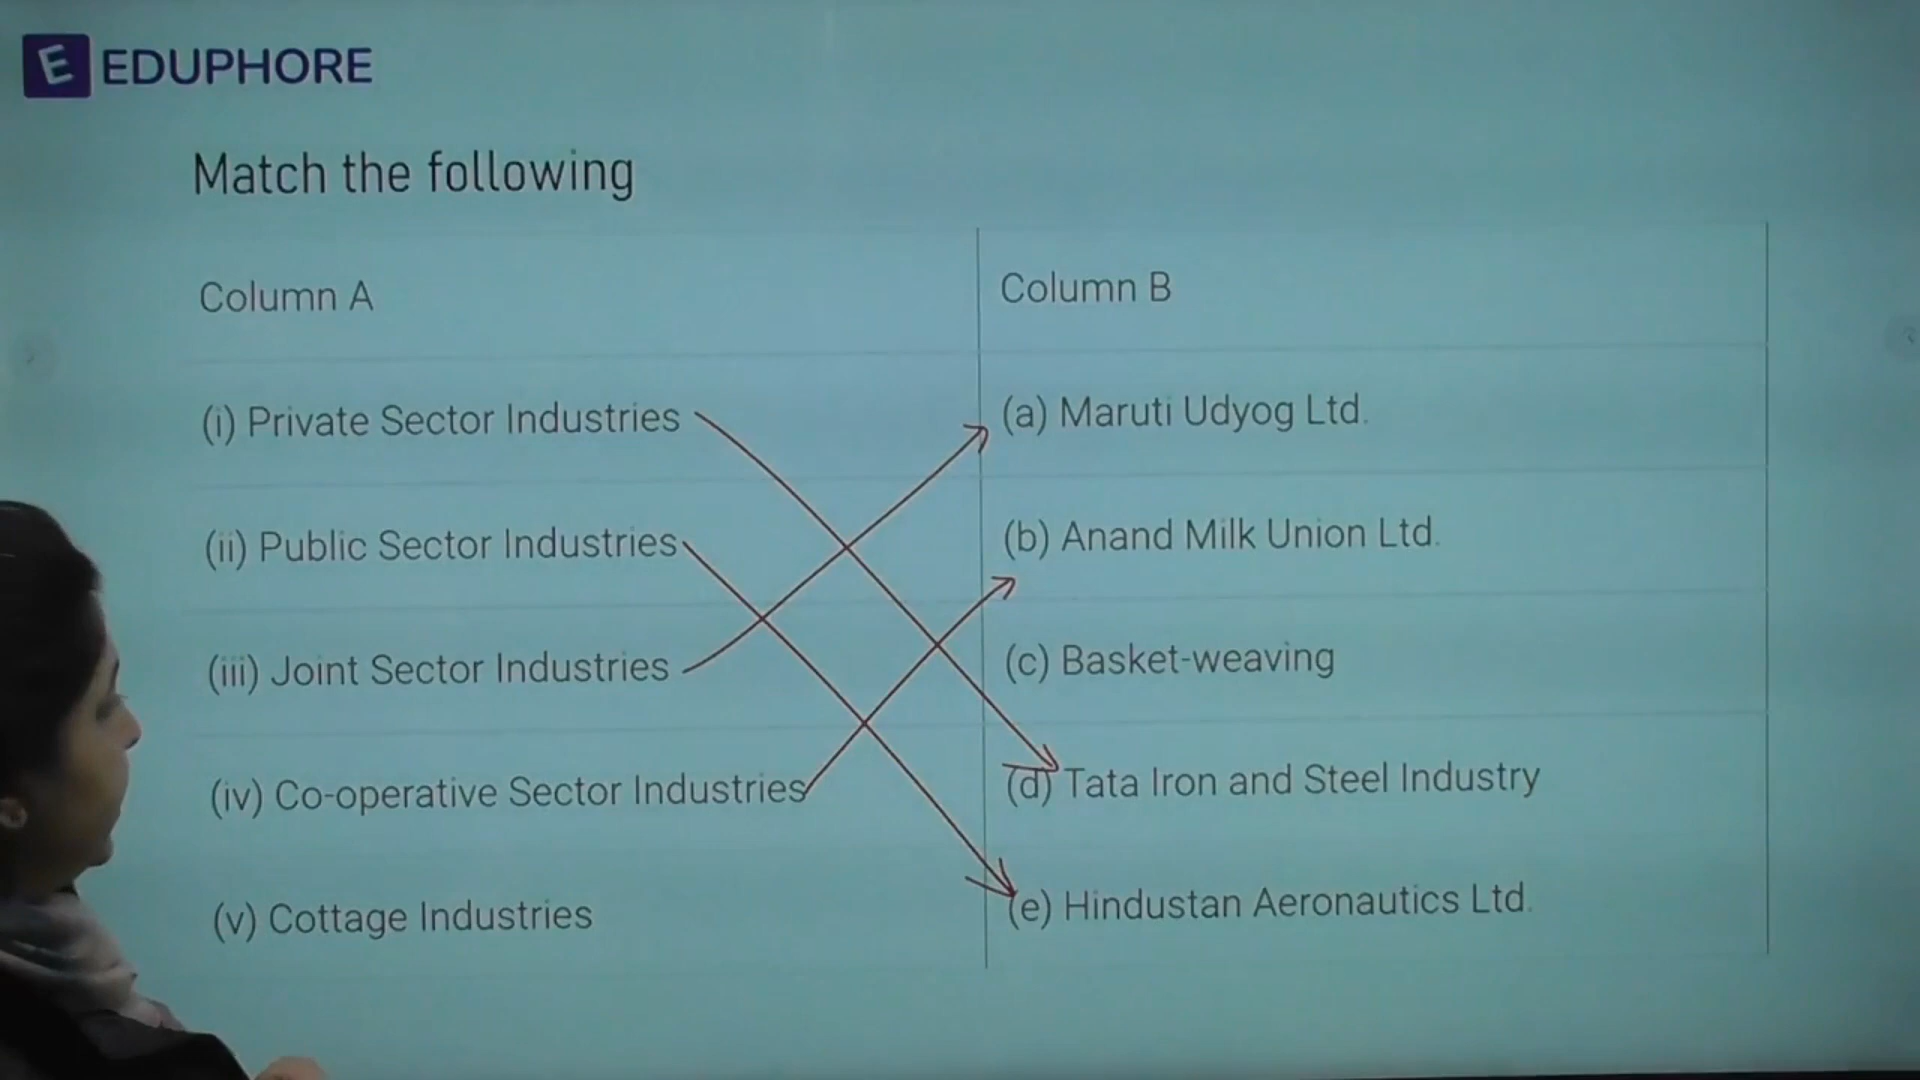 E EDUPHORE
Match the following
Column A Column B
(i) Private Sector Industries (a) Maruti Udyog Ltd.
(ii) Public Sector Industries (b) Anand Milk Union Ltd.
(iii) Joint Sector Industries (c) Basket-weaving
(iv) Co-operative Sector Industries (d) Tata Iron and Steel Industry
(v) Cottage Industries (e) Hindustan Aeronautics Ltd.